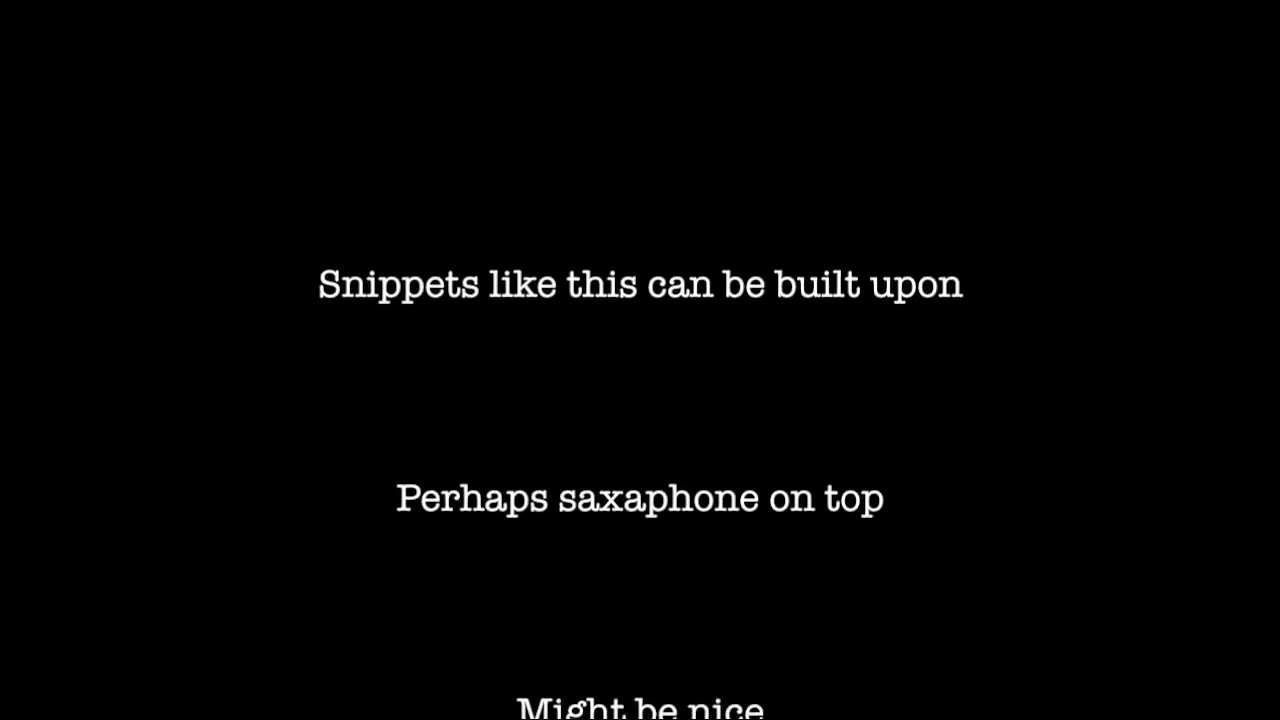 Snippets like this can be built upon
Perhaps saxaphone on top
Might be nice